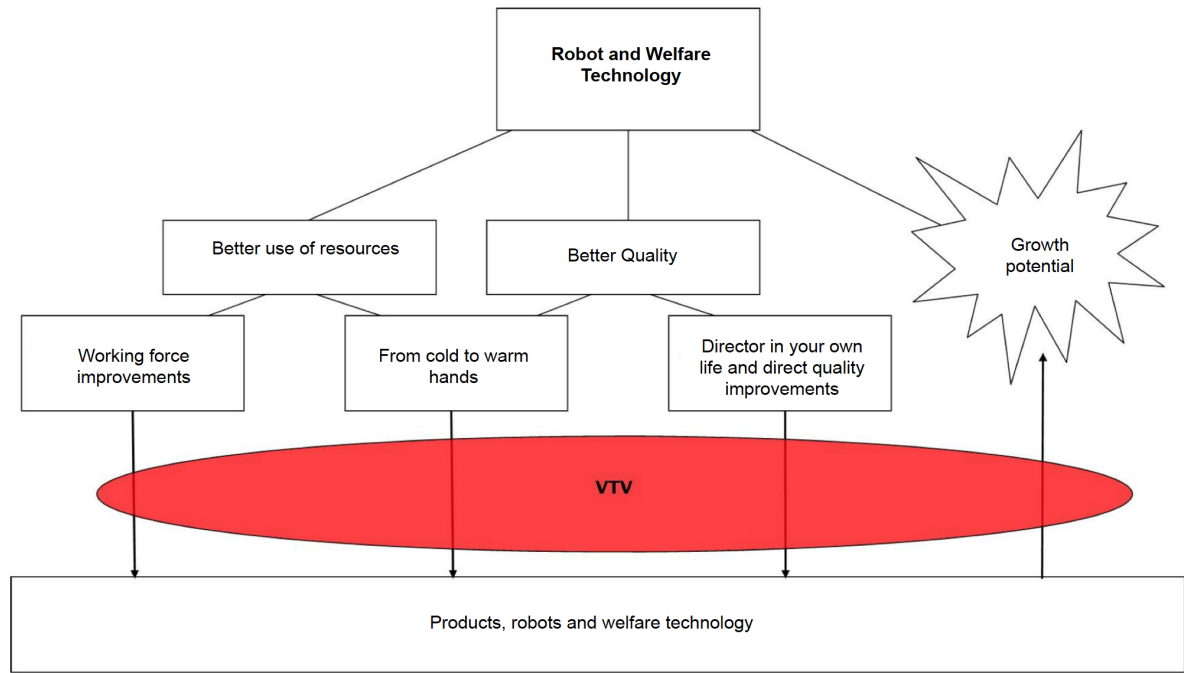 Robot and Welfare
Technology
Better use of resources
Better Quality
Growth
potential
Working force
improvements
From cold to warm
hands
Director in your own
life and direct quality
improvements
VTV
Products, robots and welfare technology